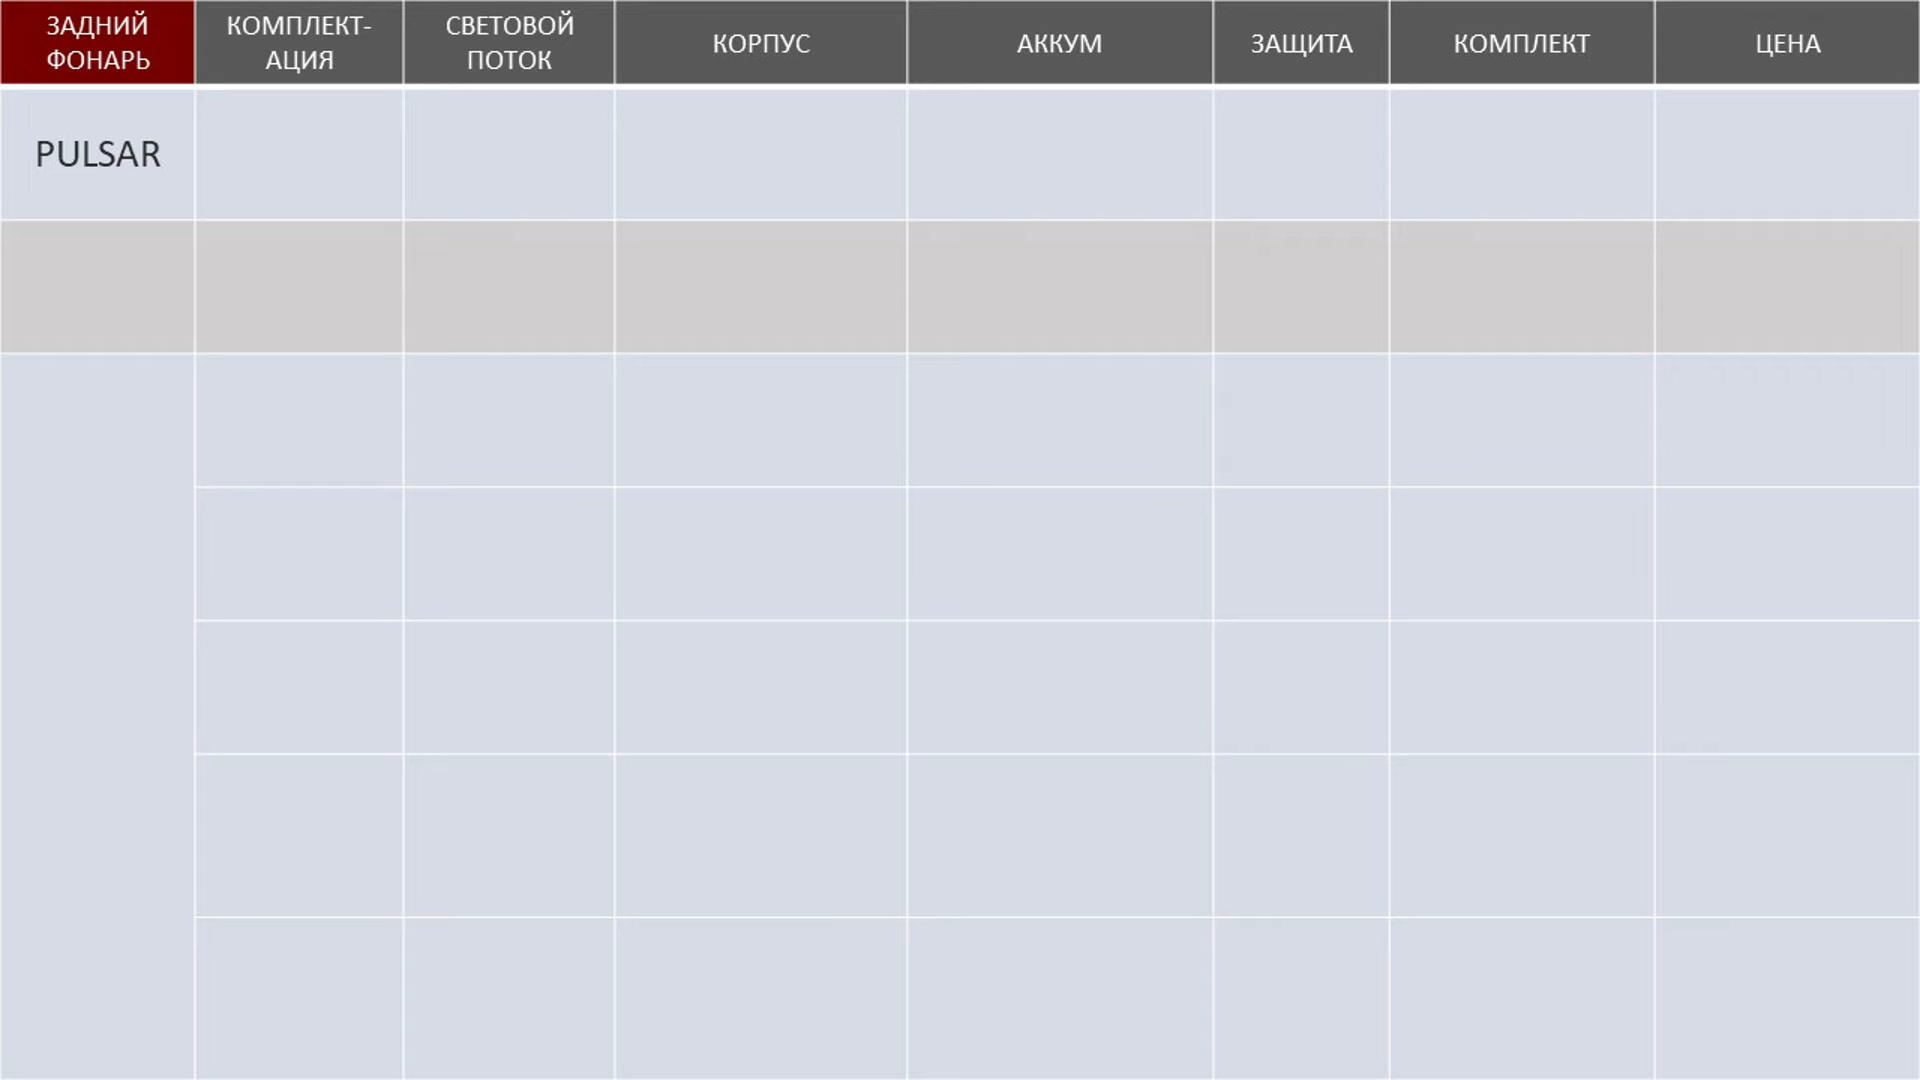 ЗАДНИЙ
ФОНАРЬ
КОМПЛЕКТ-
АЦИЯ
СВЕТОВОЙ
ПОТОК
КОРПУС
АККУМ
ЗАЩИТА
КОМПЛЕКТ
ЦЕНА
PULSAR